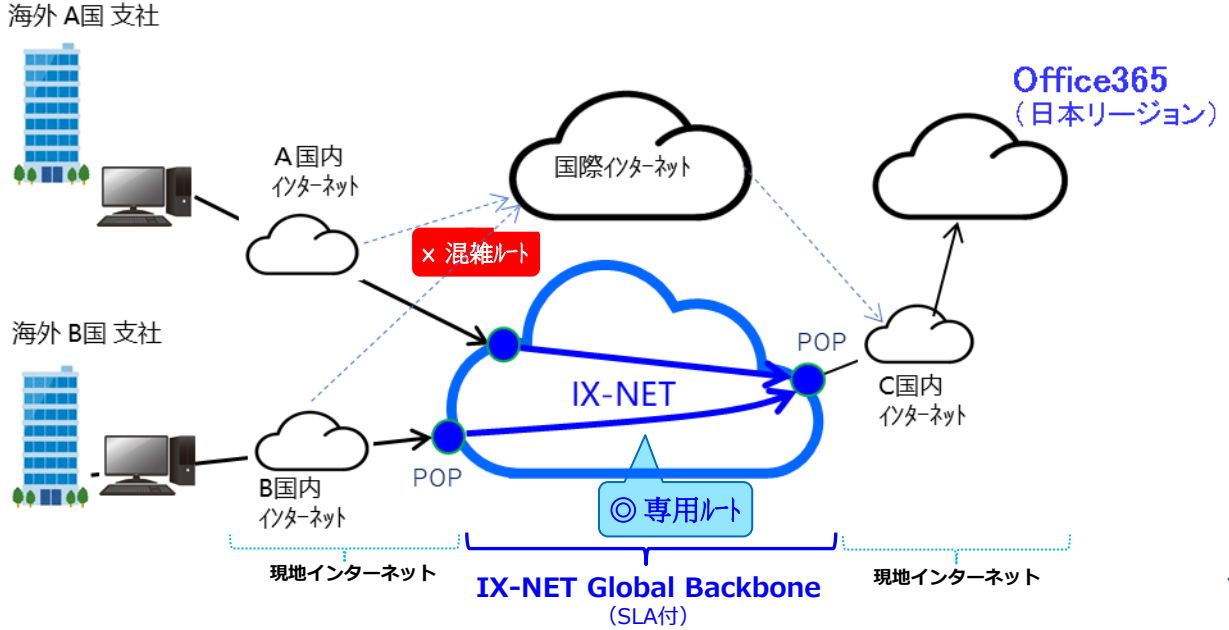 海外 A国 支社
Office365
（日本リージョン）
A 国内
インターネット
国際インターネット
× 混雑ルート
海外 B国 支社
POP
IX-NET
C国内
インターネット
POP
B国内
インターネット
◎ 専用ルート
現地インターネット
IX-NET Global Backbone
（SLA付）
現地インターネット